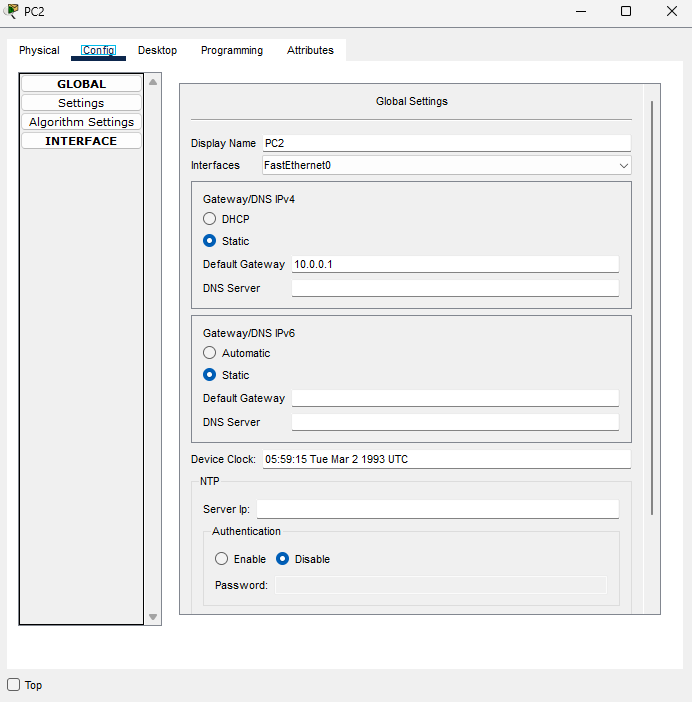 PC2
Physical Config Desktop Programming Attributes
GLOBAL
Settings
Algorithm Settings
INTERFACE
Global Settings
Display Name PC2
Interfaces FastEthernet0
Gateway/DNS IPv4
DHCP
Static
Default Gateway 10.0.0.1
DNS Server
Gateway/DNS IPv6
Automatic
Static
Default Gateway
DNS Server
Device Clock: 05:59:15 Tue Mar 2 1993 UTC
NTP
Server Ip:
Authentication
Enable Disable
Password:
Top